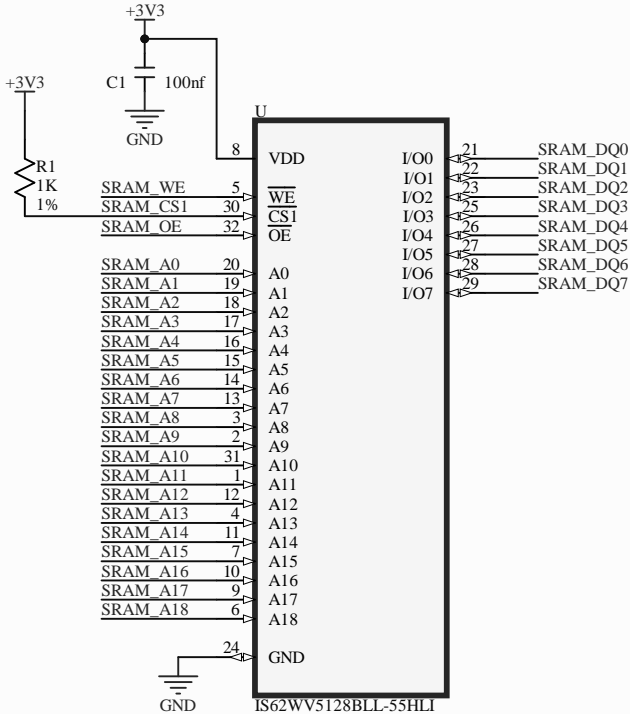 +3V3
C1 100nf
+3V3
GND
U
R1
1K
1%
8 VDD I/O0 21 SRAM_DQ0
I/O1 22 SRAM_DQ1
SRAM_WE 5 WE I/O2 23 SRAM_DQ2
SRAM_CS1 30 CS1 I/O3 25 SRAM_DQ3
SRAM_OE 32 OE I/O4 26 SRAM_DQ4
I/O5 27 SRAM_DQ5
SRAM_A0 20 A0 I/O6 28 SRAM_DQ6
SRAM_A1 19 A1 I/O7 29 SRAM_DQ7
SRAM_A2 18 A2
SRAM_A3 17 A3
SRAM_A4 16 A4
SRAM_A5 15 A5
SRAM_A6 14 A6
SRAM_A7 13 A7
SRAM_A8 3 A8
SRAM_A9 2 A9
SRAM_A10 31 A10
SRAM_A11 1 A11
SRAM_A12 12 A12
SRAM_A13 4 A13
SRAM_A14 11 A14
SRAM_A15 7 A15
SRAM_A16 10 A16
SRAM_A17 9 A17
SRAM_A18 6 A18
24 GND
GND
IS62WV5128BLL-55HLI